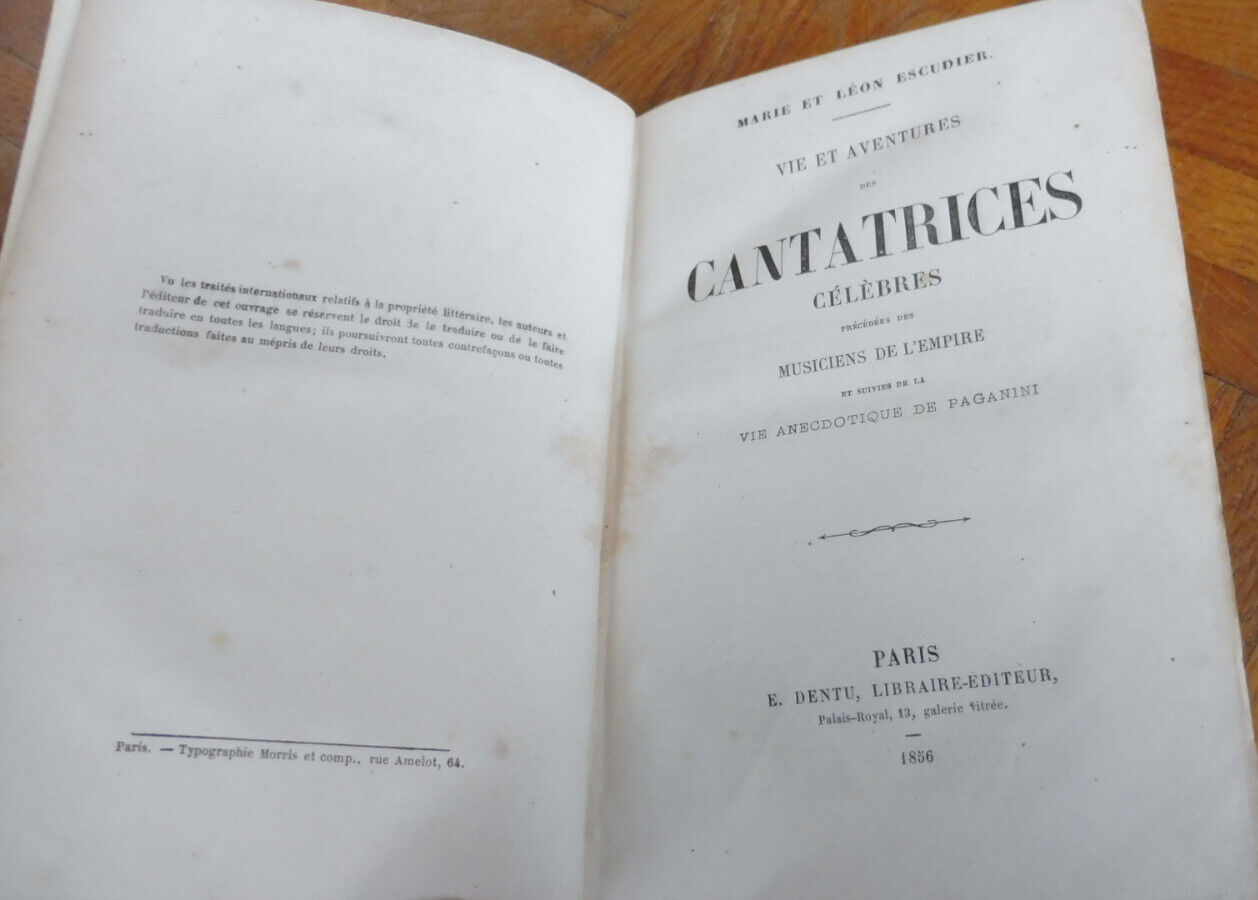 Vu les traités internationaux relatifs à la propriété littéraire, les auteurs et
l'éditeur de cet ouvrage se réservent le droit de le traduire ou de le faire
traduire en toutes les langues; ils poursuivront toutes contrefaçons ou toutes
traductions faites au mépris de leurs droits.
Paris. — Typographie Morris et comp., rue Amelot, 64.
MARIE ET LÉON ESCUDIER.
VIE ET AVENTURES
DES
CANTATRICES
CÉLÈBRES
PRÉCÉDÉES DES
MUSICIENS DE L'EMPIRE
ET SUIVIES DE LA
VIE ANECDOTIQUE DE PAGANINI
PARIS
E. DENTU, LIBRAIRE-EDITEUR,
Palais-Royal, 13, galerie vitrée.
1856